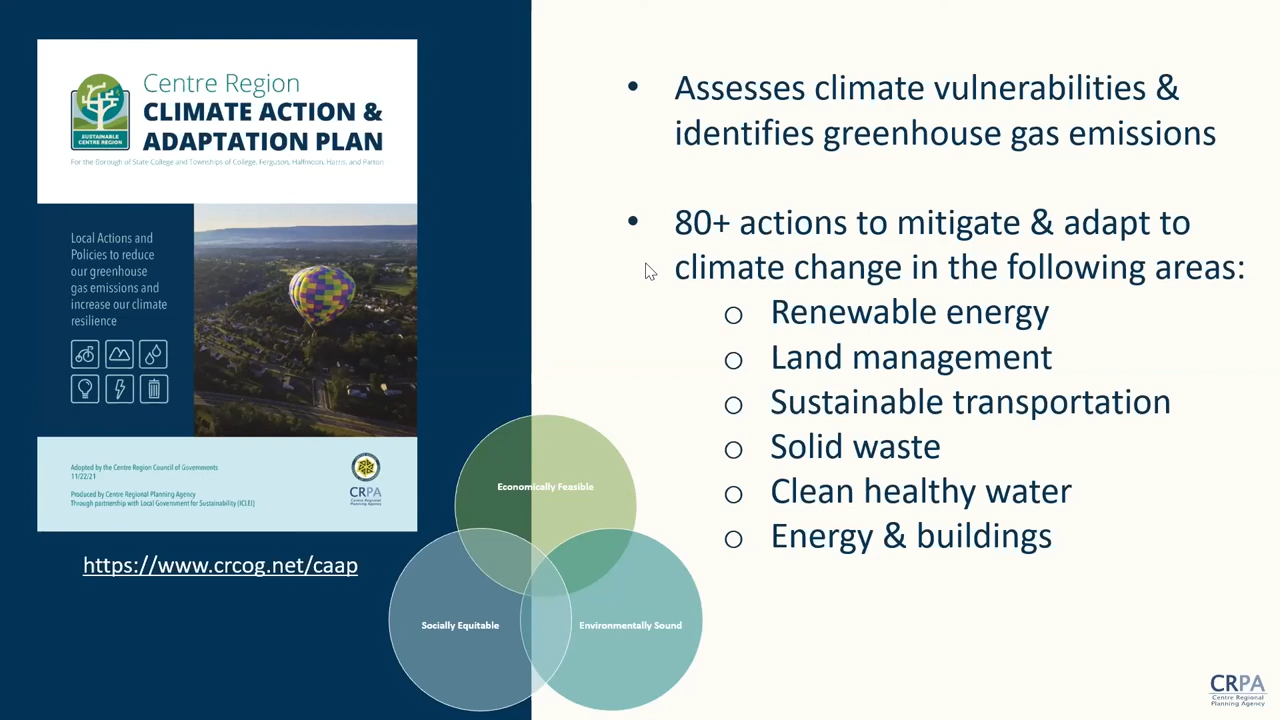 SUSTAINABLE
CENTRE REGION
Centre Region
CLIMATE ACTION &
ADAPTATION PLAN
For the Borough of State College and Townships of College, Ferguson, Halfmoon, Harris, and Patton
Local Actions and
Policies to reduce
our greenhouse
gas emissions and
increase our climate
resilience
Adopted by the Centre Region Council of Governments
11/22/21
Produced by Centre Regional Planning Agency
Through partnership with Local Government for Sustainability (ICLEI)
CRPA
Centre Regional
Planning Agency
https://www.crcog.net/caap
Economically Feasible
Socially Equitable
Environmentally Sound
• Assesses climate vulnerabilities &
identifies greenhouse gas emissions
• 80+ actions to mitigate & adapt to
climate change in the following areas:
o Renewable energy
o Land management
o Sustainable transportation
o Solid waste
o Clean healthy water
o Energy & buildings
CRPA
Centre Regional
Planning Agency